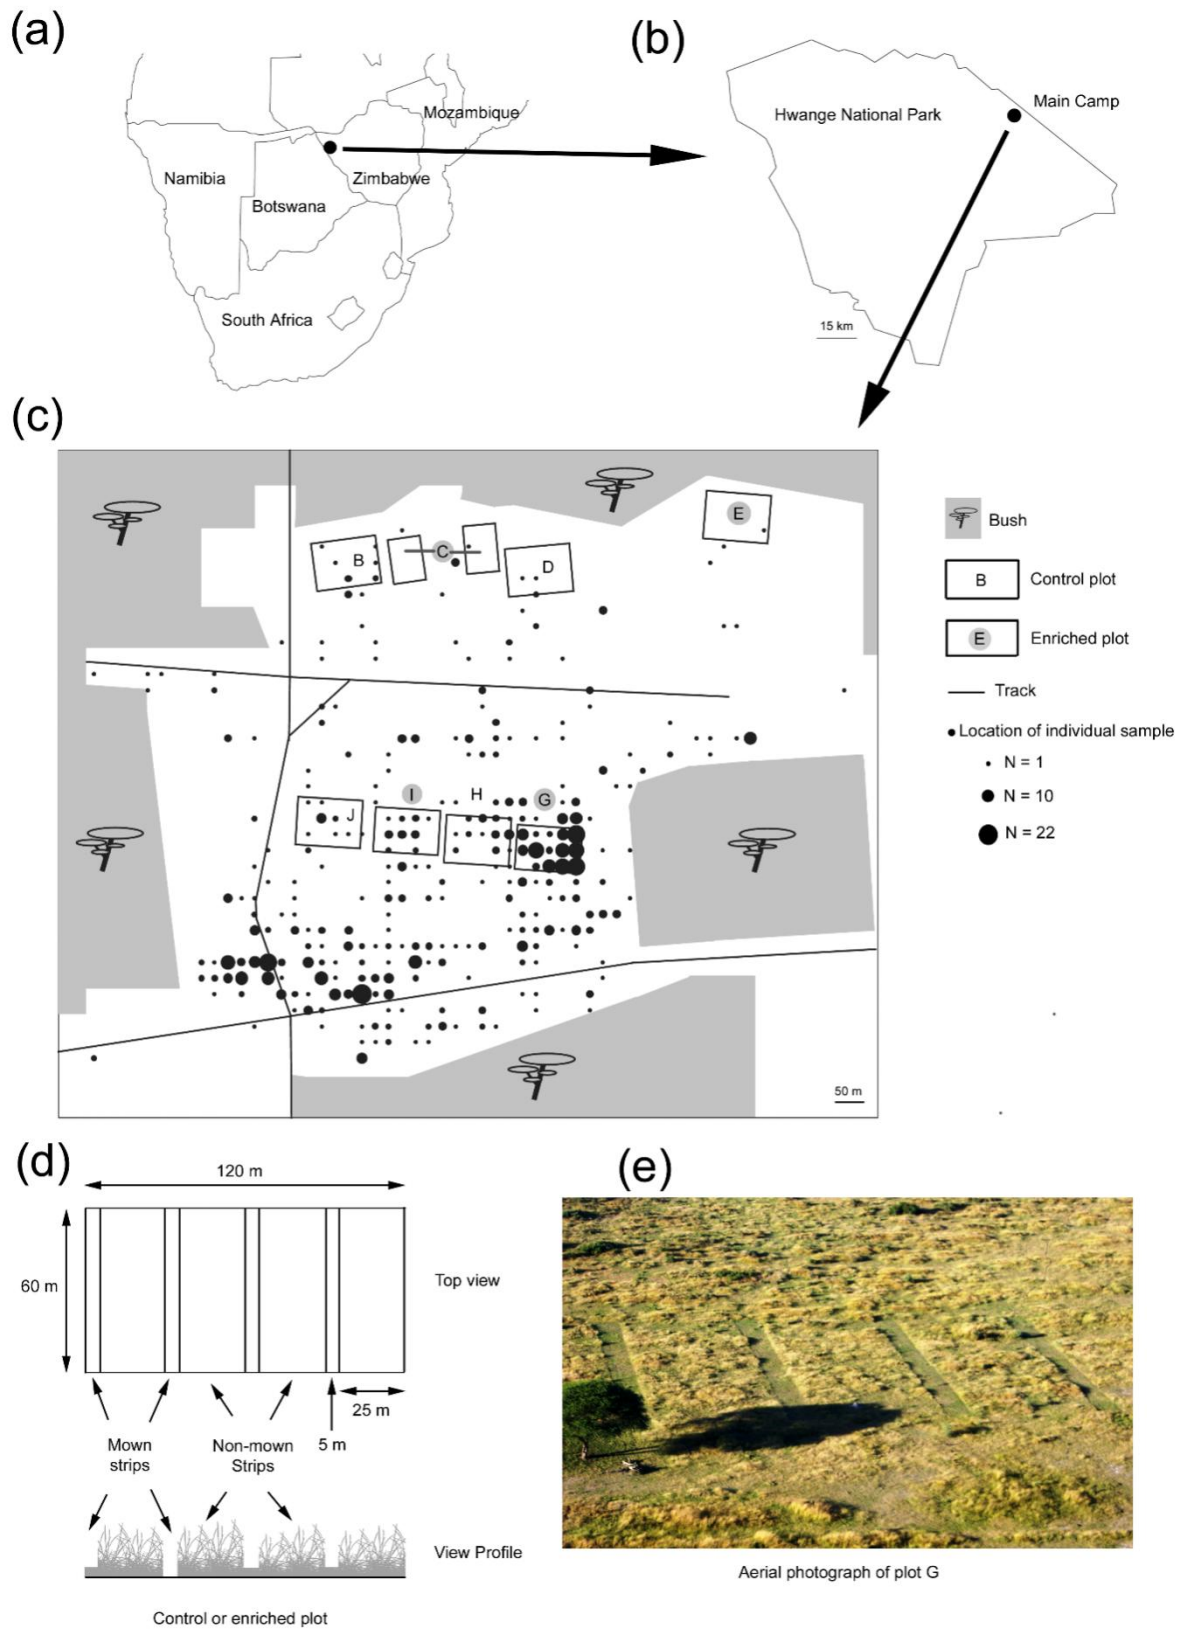 (a)
Mozambique
Namibia
Zimbabwe
Botswana
South Africa
(b)
Main Camp
Hwange National Park
15 km
(c)
E
B
C
D
I
H
G
J
50 m
Bush
B
Control plot
E
Enriched plot
Track
Location of individual sample
N = 1
N = 10
N = 22
(d)
120 m
60 m
Top view
25 m
Mown
strips
Non-mown
Strips
5 m
View Profile
Control or enriched plot
(e)
Aerial photograph of plot G